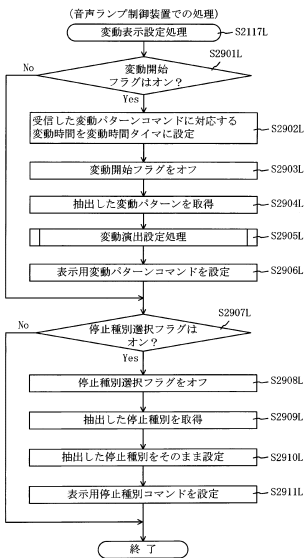 (音声ランプ制御装置での処理)
変動表示設定処理
S2117L
S2901L
変動開始
フラグはオン?
No
Yes
受信した変動パターンコマンドに対応する
変動時間を変動時間タイマに設定
S2902L
変動開始フラグをオフ
S2903L
抽出した変動パターンを取得
S2904L
変動演出設定処理
S2905L
表示用変動パターンコマンドを設定
S2906L
S2907L
停止種別選択フラグは
オン?
No
Yes
停止種別選択フラグをオフ
S2908L
抽出した停止種別を取得
S2909L
抽出した停止種別をそのまま設定
S2910L
表示用停止種別コマンドを設定
S2911L
終了